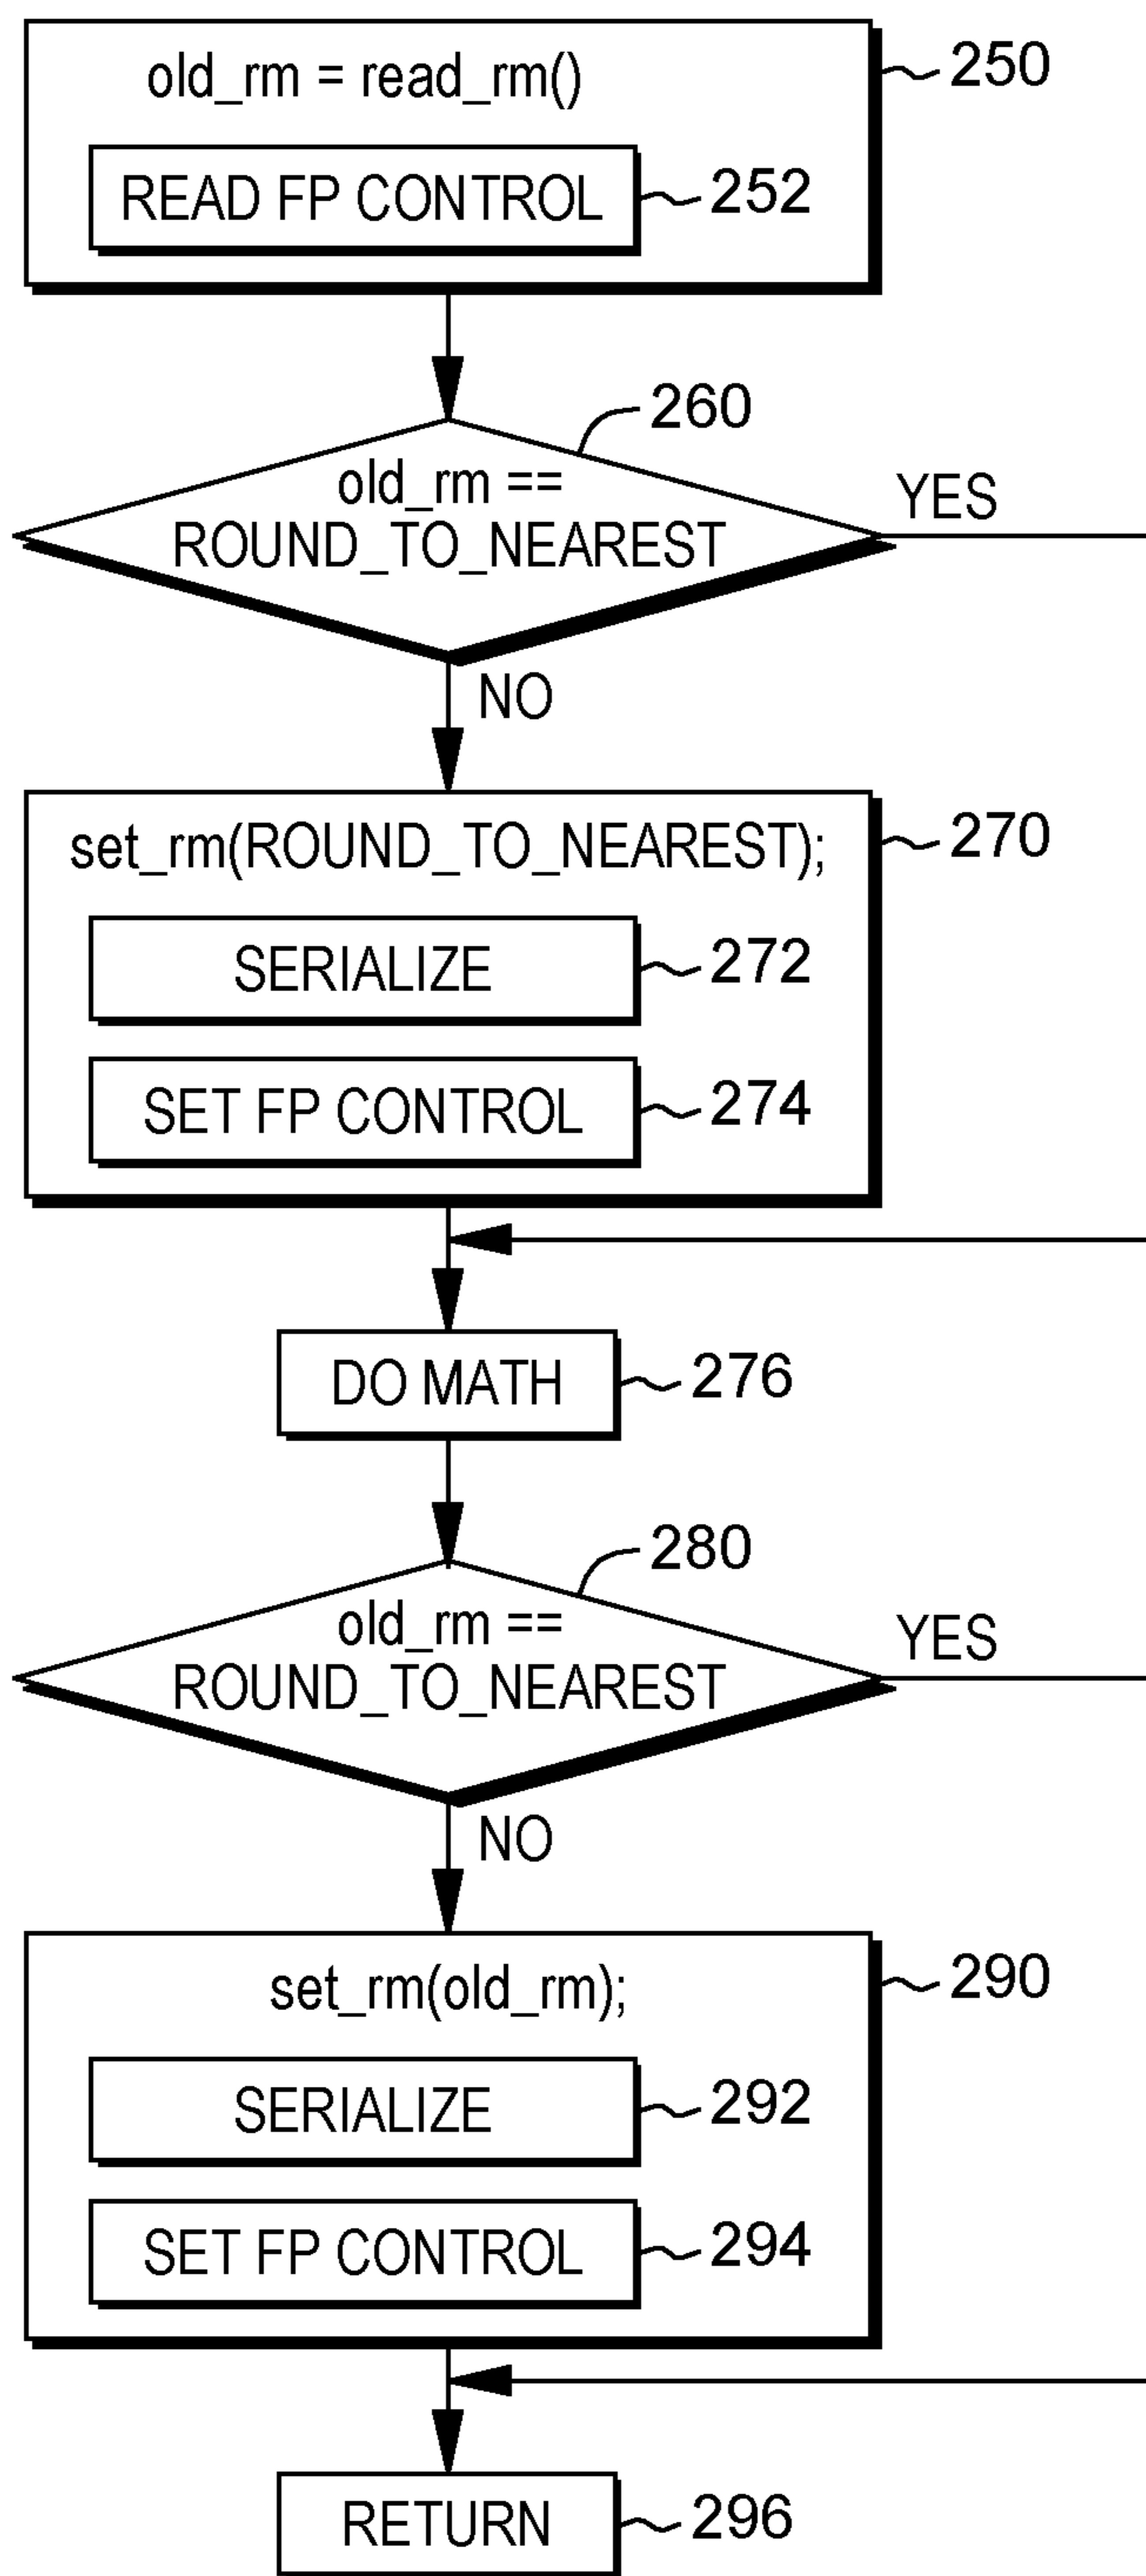 old_rm = read_rm()
250
READ FP CONTROL
252
260
old_rm ==
ROUND_TO_NEAREST
YES
NO
set_rm(ROUND_TO_NEAREST);
270
SERIALIZE
272
SET FP CONTROL
274
DO MATH
276
280
old_rm ==
ROUND_TO_NEAREST
YES
NO
set_rm(old_rm);
290
SERIALIZE
292
SET FP CONTROL
294
RETURN
296